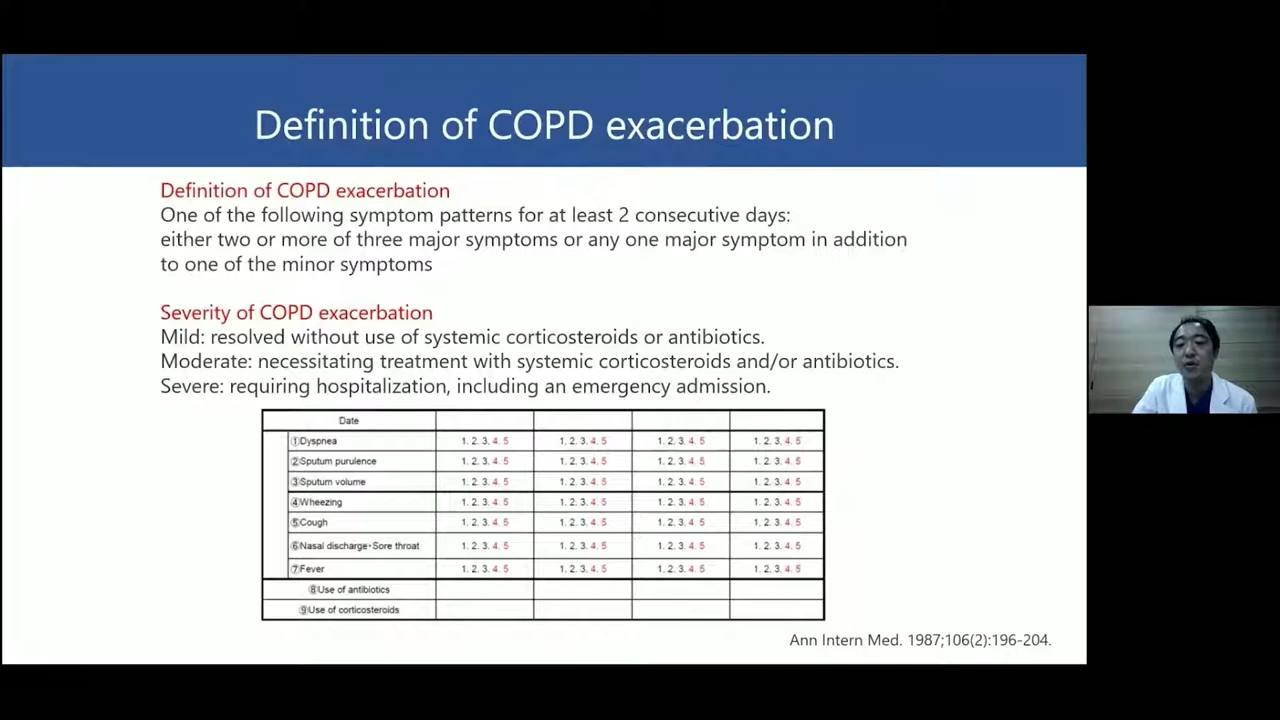 Definition of COPD exacerbation
Definition of COPD exacerbation
One of the following symptom patterns for at least 2 consecutive days:
either two or more of three major symptoms or any one major symptom in addition
to one of the minor symptoms
Severity of COPD exacerbation
Mild: resolved without use of systemic corticosteroids or antibiotics.
Moderate: necessitating treatment with systemic corticosteroids and/or antibiotics.
Severe: requiring hospitalization, including an emergency admission.
Date
①Dyspnea 1. 2. 3. 4. 5 1. 2. 3. 4. 5 1. 2. 3. 4. 5 1. 2. 3. 4. 5
②Sputum purulence 1. 2. 3. 4. 5 1. 2. 3. 4. 5 1. 2. 3. 4. 5 1. 2. 3. 4. 5
③Sputum volume 1. 2. 3. 4. 5 1. 2. 3. 4. 5 1. 2. 3. 4. 5 1. 2. 3. 4. 5
④Wheezing 1. 2. 3. 4. 5 1. 2. 3. 4. 5 1. 2. 3. 4. 5 1. 2. 3. 4. 5
⑤Cough 1. 2. 3. 4. 5 1. 2. 3. 4. 5 1. 2. 3. 4. 5 1. 2. 3. 4. 5
⑥Nasal discharge・Sore throat 1. 2. 3. 4. 5 1. 2. 3. 4. 5 1. 2. 3. 4. 5 1. 2. 3. 4. 5
⑦Fever 1. 2. 3. 4. 5 1. 2. 3. 4. 5 1. 2. 3. 4. 5 1. 2. 3. 4. 5
⑧Use of antibiotics
⑨Use of corticosteroids
Ann Intern Med. 1987;106(2):196-204.